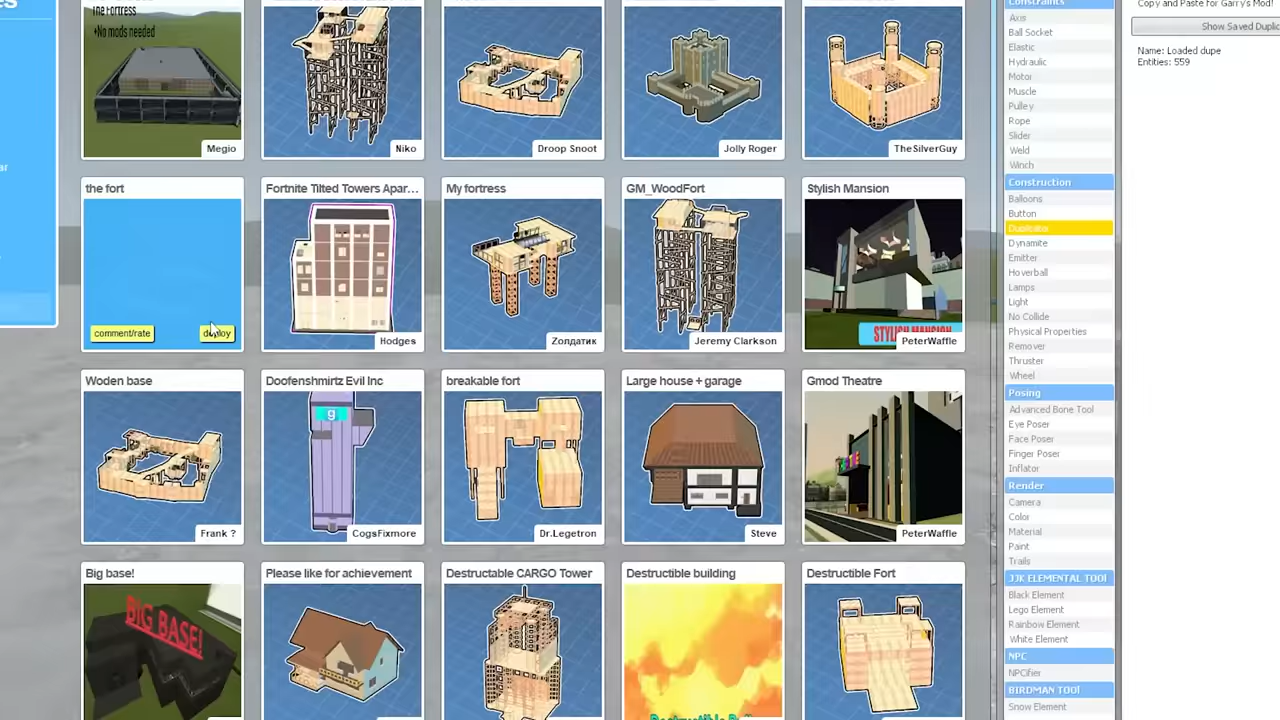 +No mods needed
Megio
Niko
Droop Snoot
Jolly Roger
TheSilverGuy
the fort
Fortnite Tilted Towers Apar...
My fortress
GM_WoodFort
Stylish Mansion
comment/rate
deploy
Hodges
Zолдатик
Jeremy Clarkson
STYLISH MANSION
PeterWaffle
Woden base
Doofenshmirtz Evil Inc
breakable fort
Large house + garage
Gmod Theatre
g
Frank ?
CogsFixmore
Dr.Legetron
Steve
PeterWaffle
Big base!
Please like for achievement
Destructable CARGO Tower
Destructible building
Destructible Fort
BIG BASE!
Constraints
Axis
Ball Socket
Elastic
Hydraulic
Motor
Muscle
Pulley
Rope
Slider
Weld
Winch
Construction
Balloons
Button
Duplicator
Dynamite
Emitter
Hoverball
Lamps
Light
No Collide
Physical Properties
Remover
Thruster
Wheel
Posing
Advanced Bone Tool
Eye Poser
Face Poser
Finger Poser
Inflator
Render
Camera
Color
Material
Paint
Trails
JJK ELEMENTAL TOOl
Black Element
Lego Element
Rainbow Element
White Element
NPC
NPCifier
BIRDMAN TOOl
Snow Element
Copy and Paste for Garry's Mod!
Show Saved Duplic
Name: Loaded dupe
Entities: 559